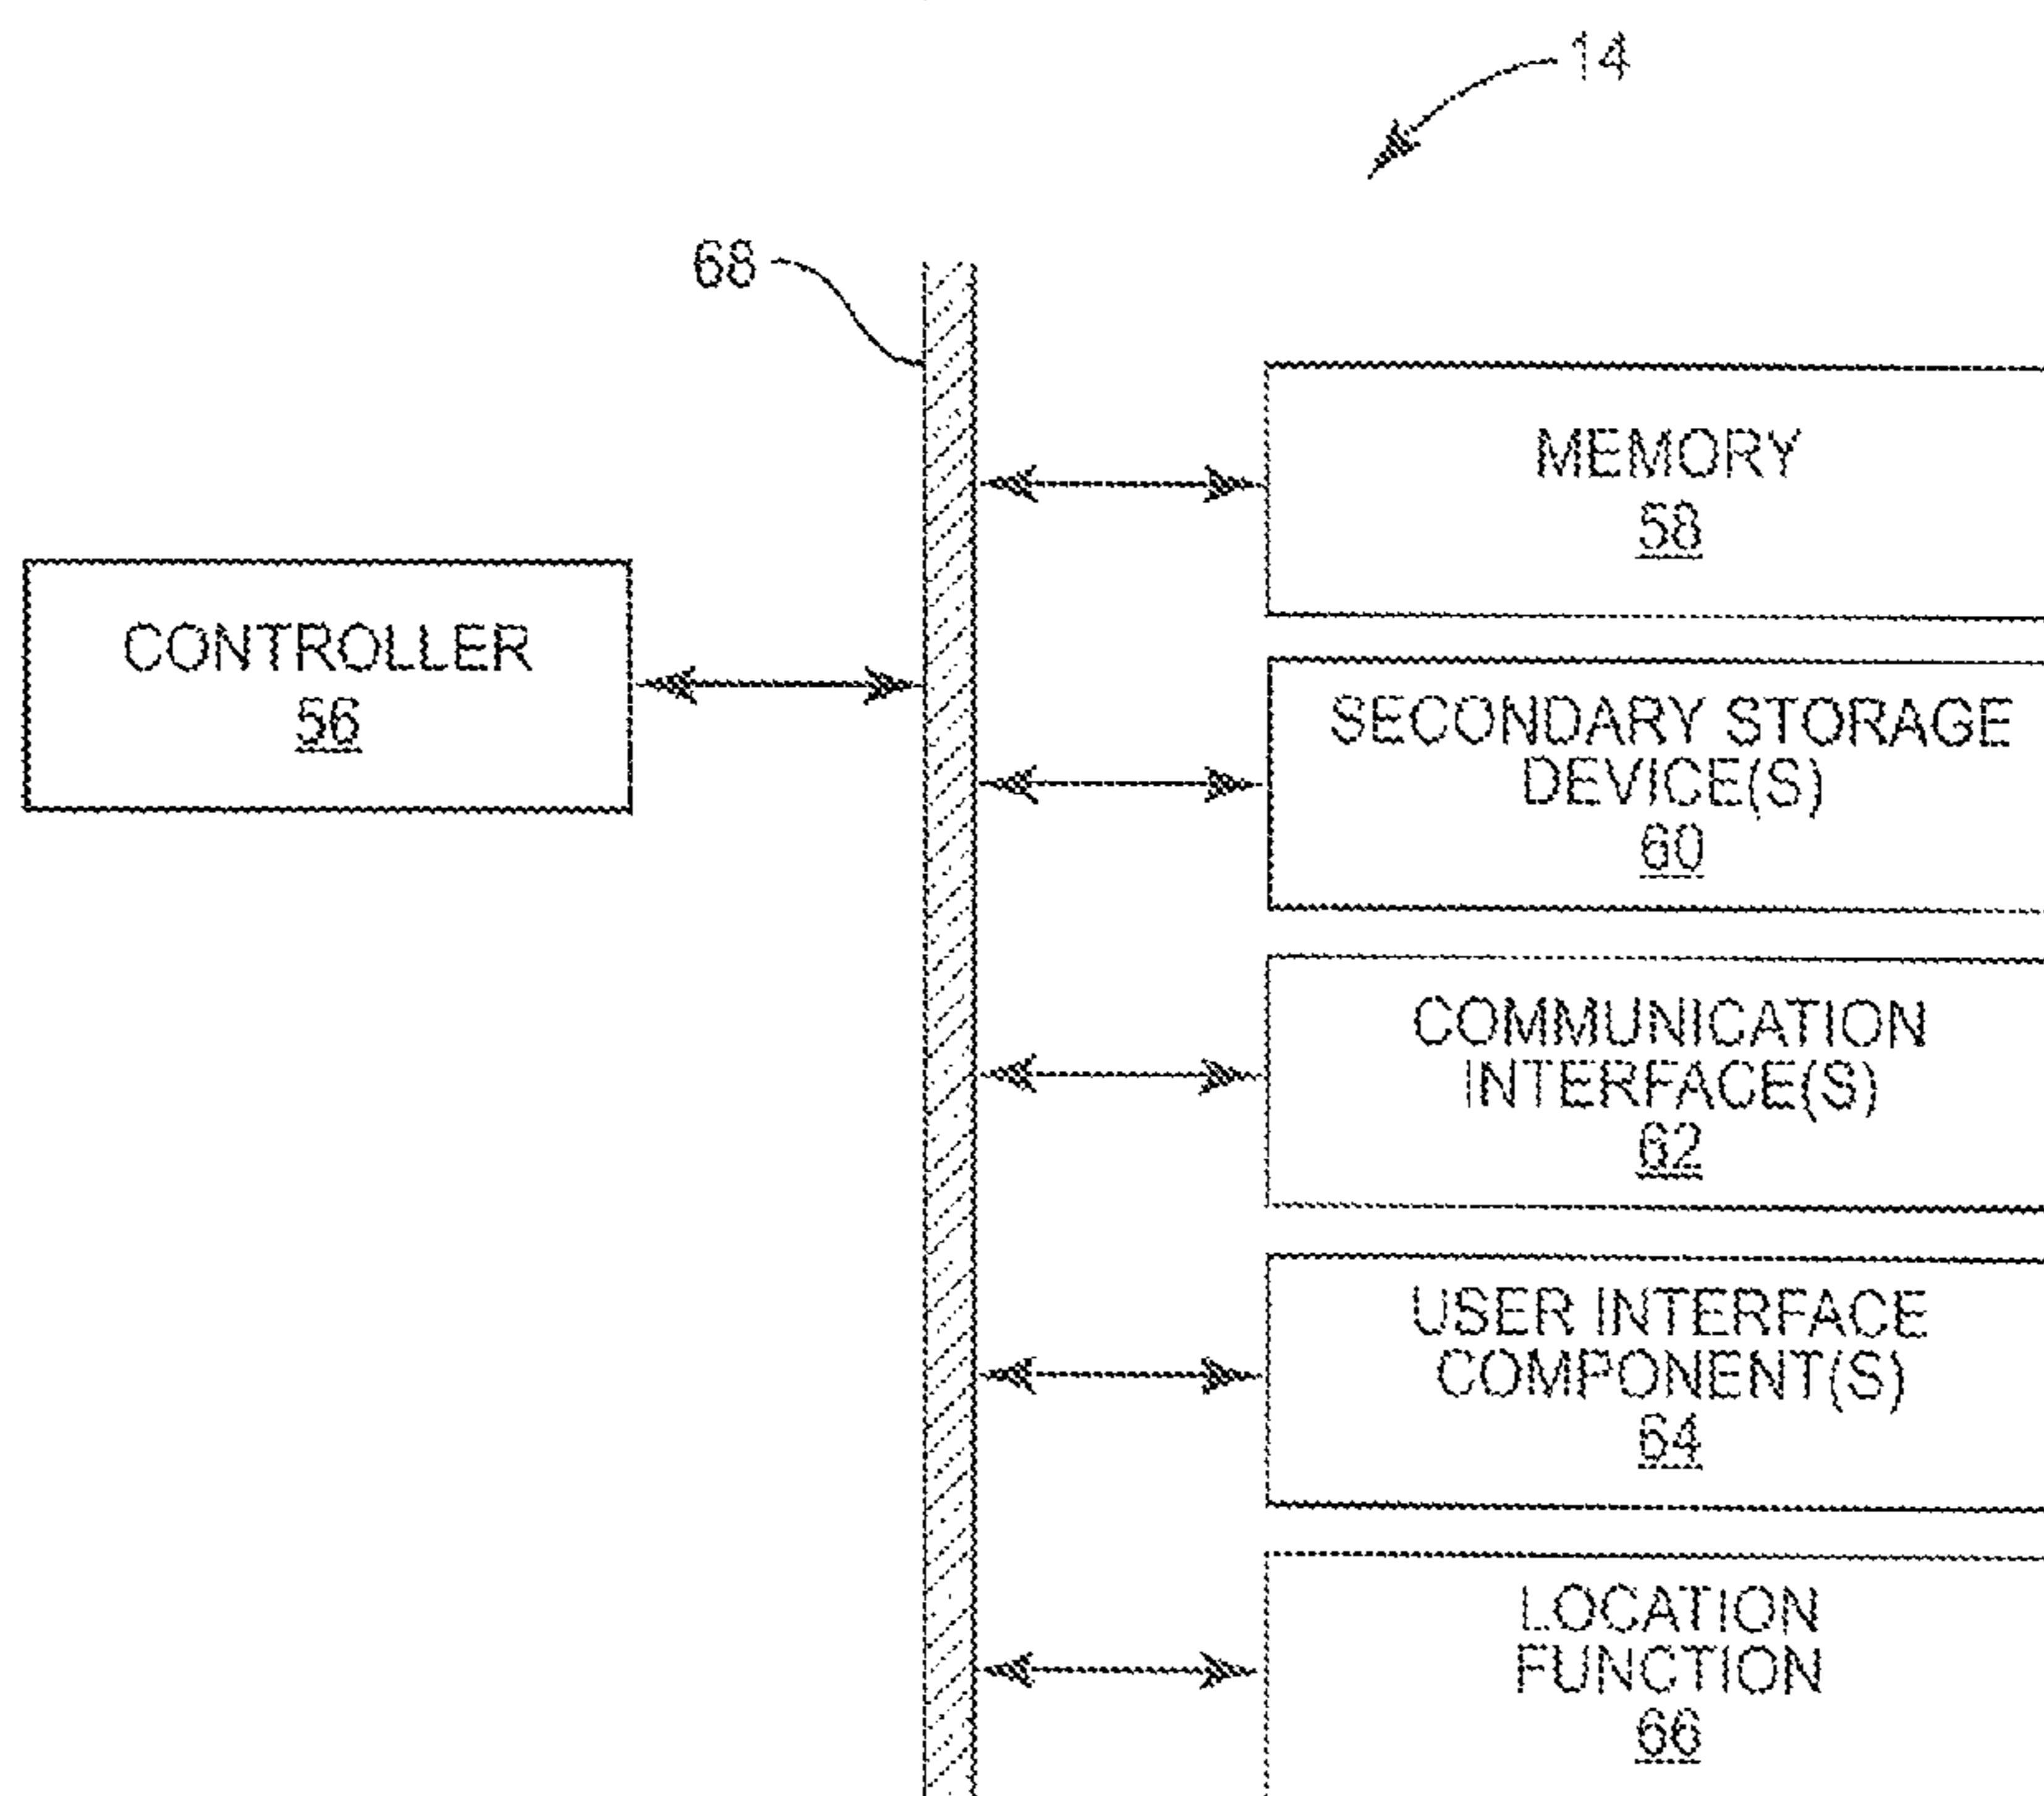 14
68
MEMORY
58
CONTROLLER
56
SECONDARY STORAGE
DEVICE(S)
60
COMMUNICATION
INTERFACE(S)
62
USER INTERFACE
COMPONENT(S)
64
LOCATION
FUNCTION
66